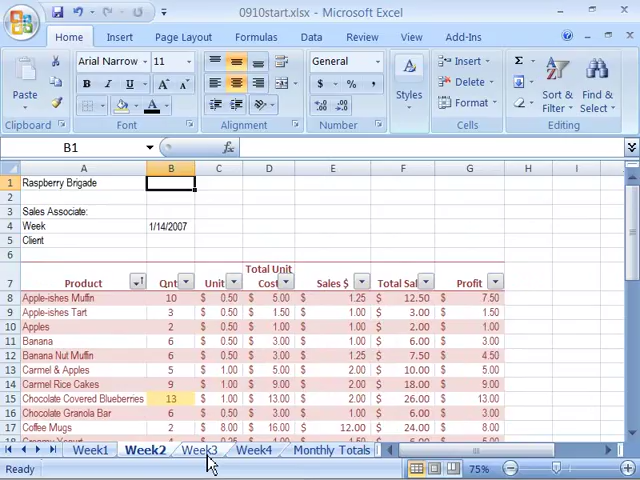 0910start.xlsx - Microsoft Excel
Home Insert Page Layout Formulas Data Review View Add-Ins
Paste
Arial Narrow 11
B I U A A
A
General
$ % ,
Styles
A
Insert
Delete
Format
Σ
Sort & Filter
Find & Select
Clipboard Font Alignment Number Cells Editing
B1 fx
A B C D E F G H I
1 Raspberry Brigade
2
3 Sales Associate:
4 Week 1/14/2007
5 Client
6
7 Product Qnt Unit Total Unit Cost Sales $ Total Sal Profit
8 Apple-ishes Muffin 10 $ 0.50 $ 5.00 $ 1.25 $ 12.50 $ 7.50
9 Apple-ishes Tart 3 $ 0.50 $ 1.50 $ 1.00 $ 3.00 $ 1.50
10 Apples 2 $ 0.50 $ 1.00 $ 1.00 $ 2.00 $ 1.00
11 Banana 6 $ 0.50 $ 3.00 $ 1.00 $ 6.00 $ 3.00
12 Banana Nut Muffin 6 $ 0.50 $ 3.00 $ 1.25 $ 7.50 $ 4.50
13 Carmel & Apples 5 $ 1.00 $ 5.00 $ 2.00 $ 10.00 $ 5.00
14 Carmel Rice Cakes 9 $ 1.00 $ 9.00 $ 2.00 $ 18.00 $ 9.00
15 Chocolate Covered Blueberries 13 $ 1.00 $ 13.00 $ 2.00 $ 26.00 $ 13.00
16 Chocolate Granola Bar 6 $ 0.50 $ 3.00 $ 1.00 $ 6.00 $ 3.00
17 Coffee Mugs 2 $ 8.00 $ 16.00 $ 12.00 $ 24.00 $ 8.00
Week1 Week2 Week3 Week4 Monthly Totals
Ready 75%